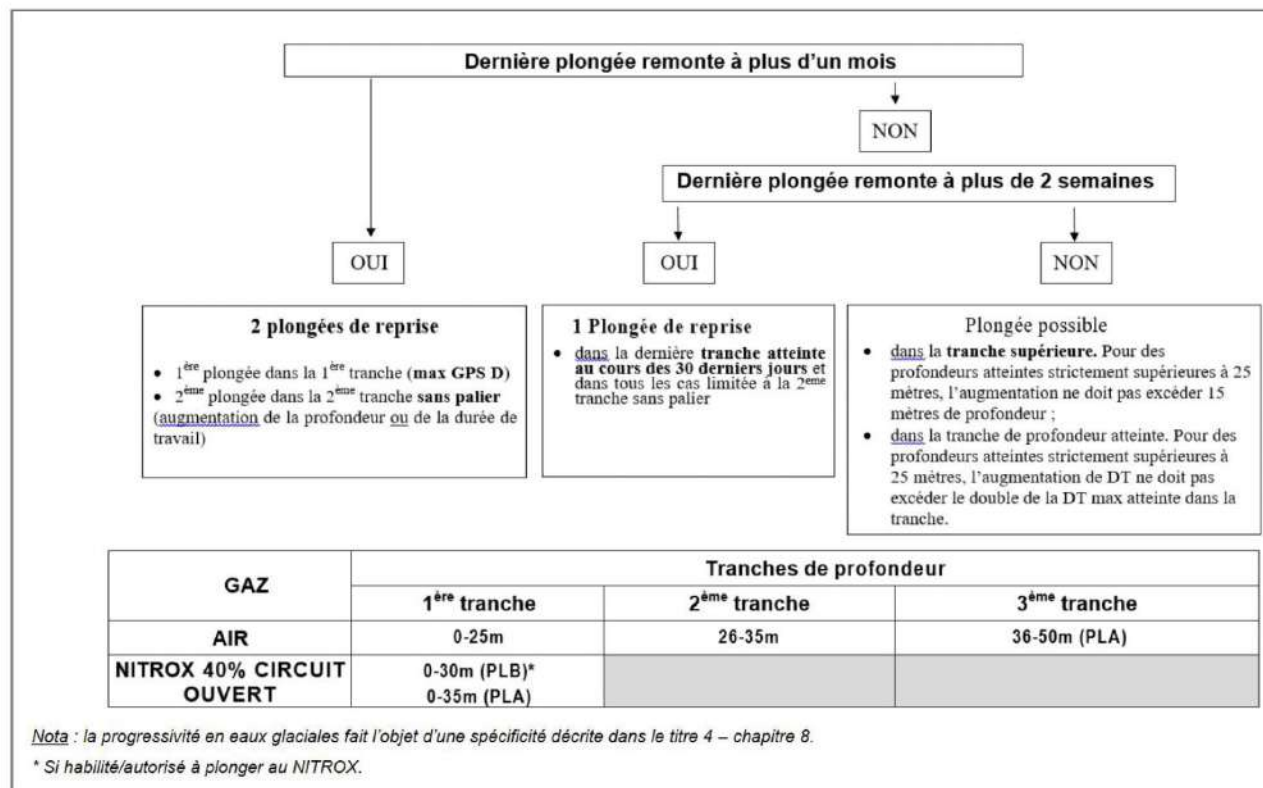 Dernière plongée remonte à plus d'un mois
NON
Dernière plongée remonte à plus de 2 semaines
OUI
OUI
NON
2 plongées de reprise
• 1ère plongée dans la 1ère tranche (max GPS D)
• 2ème plongée dans la 2ème tranche sans palier
(augmentation de la profondeur ou de la durée de
travail)
1 Plongée de reprise
• dans la dernière tranche atteinte
au cours des 30 derniers jours et
dans tous les cas limitée à la 2eme
tranche sans palier
Plongée possible
• dans la tranche supérieure. Pour des
profondeurs atteintes strictement supérieures à 25
mètres, l'augmentation ne doit pas excéder 15
mètres de profondeur ;
• dans la tranche de profondeur atteinte. Pour des
profondeurs atteintes strictement supérieures à
25 mètres, l'augmentation de DT ne doit pas
excéder le double de la DT max atteinte dans la
tranche.
GAZ
Tranches de profondeur
1ère tranche
2ème tranche
3ème tranche
AIR
0-25m
26-35m
36-50m (PLA)
NITROX 40% CIRCUIT
OUVERT
0-30m (PLB)*
0-35m (PLA)
Nota : la progressivité en eaux glaciales fait l'objet d'une spécificité décrite dans le titre 4 – chapitre 8.
* Si habilité/autorisé à plonger au NITROX.